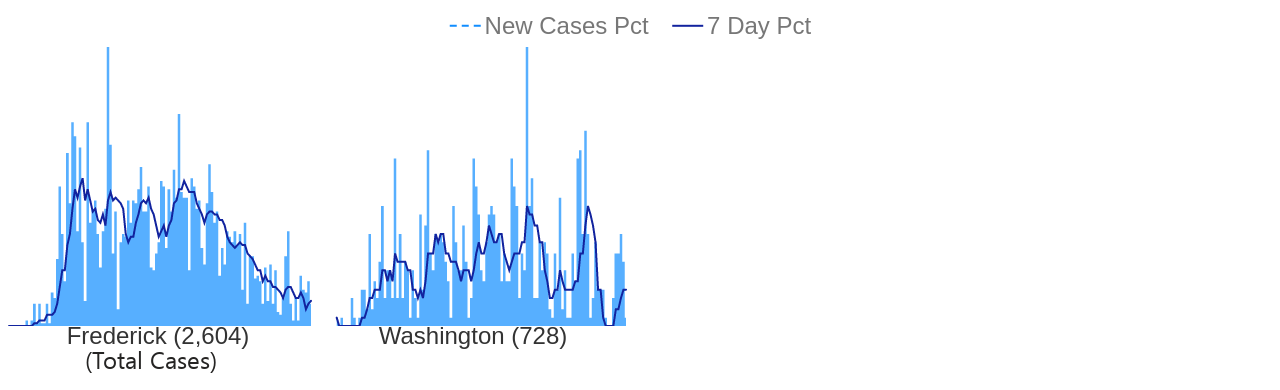 New Cases Pct 7 Day Pct
Frederick (2,604) Washington (728)
(Total Cases)